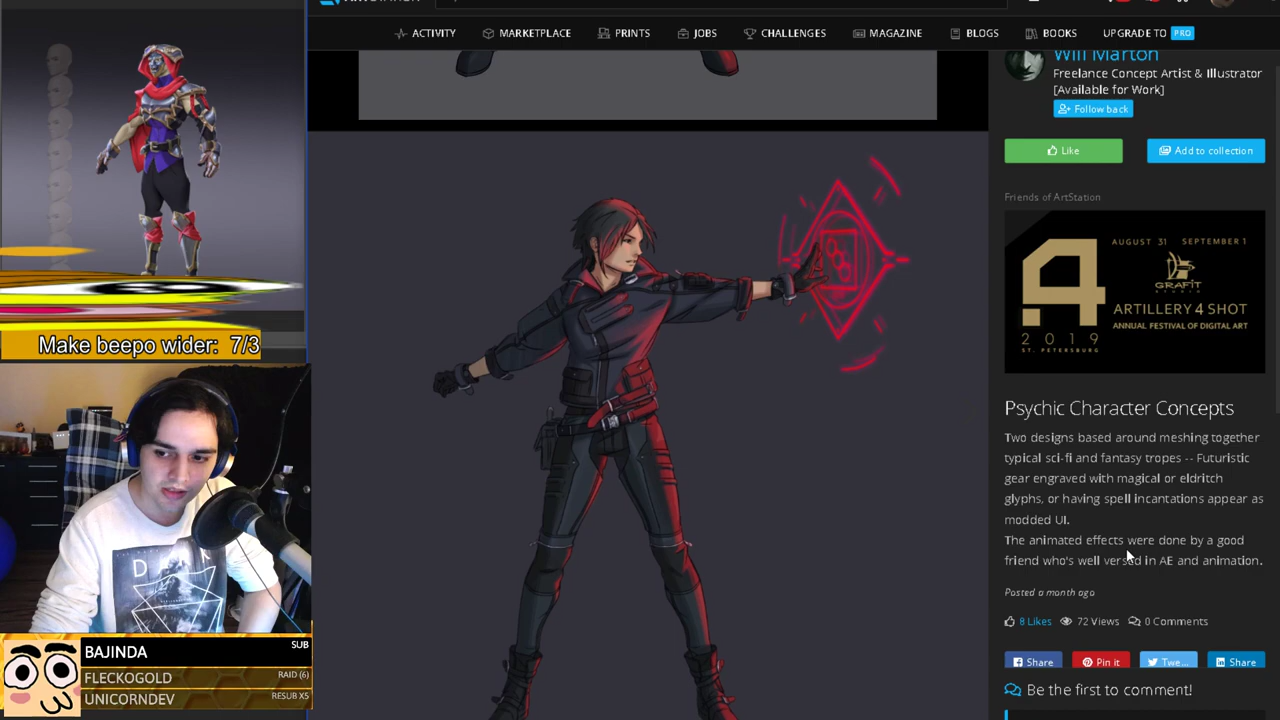 ACTIVITY
MARKETPLACE
PRINTS
JOBS
CHALLENGES
MAGAZINE
BLOGS
BOOKS
UPGRADE TO PRO
Will Marton
Freelance Concept Artist & Illustrator
[Available for Work]
Follow back
Like
Add to collection
Friends of ArtStation
AUGUST 31 SEPTEMBER 1
GRAFIT
STUDIO
4
ARTILLERY 4 SHOT
ANNUAL FESTIVAL OF DIGITAL ART
2019
ST. PETERSBURG
Make beepo wider: 7/3
Psychic Character Concepts
Two designs based around meshing together
typical sci-fi and fantasy tropes -- Futuristic
gear engraved with magical or eldritch
glyphs, or having spell incantations appear as
modded UI.
The animated effects were done by a good
friend who's well versed in AE and animation.
Posted a month ago
8 Likes 72 Views 0 Comments
Share
Pin it
Twe...
Share
Be the first to comment!
D
BAJINDA SUB
FLECKOGOLD RAID (6)
UNICORNDEV RESUB X5